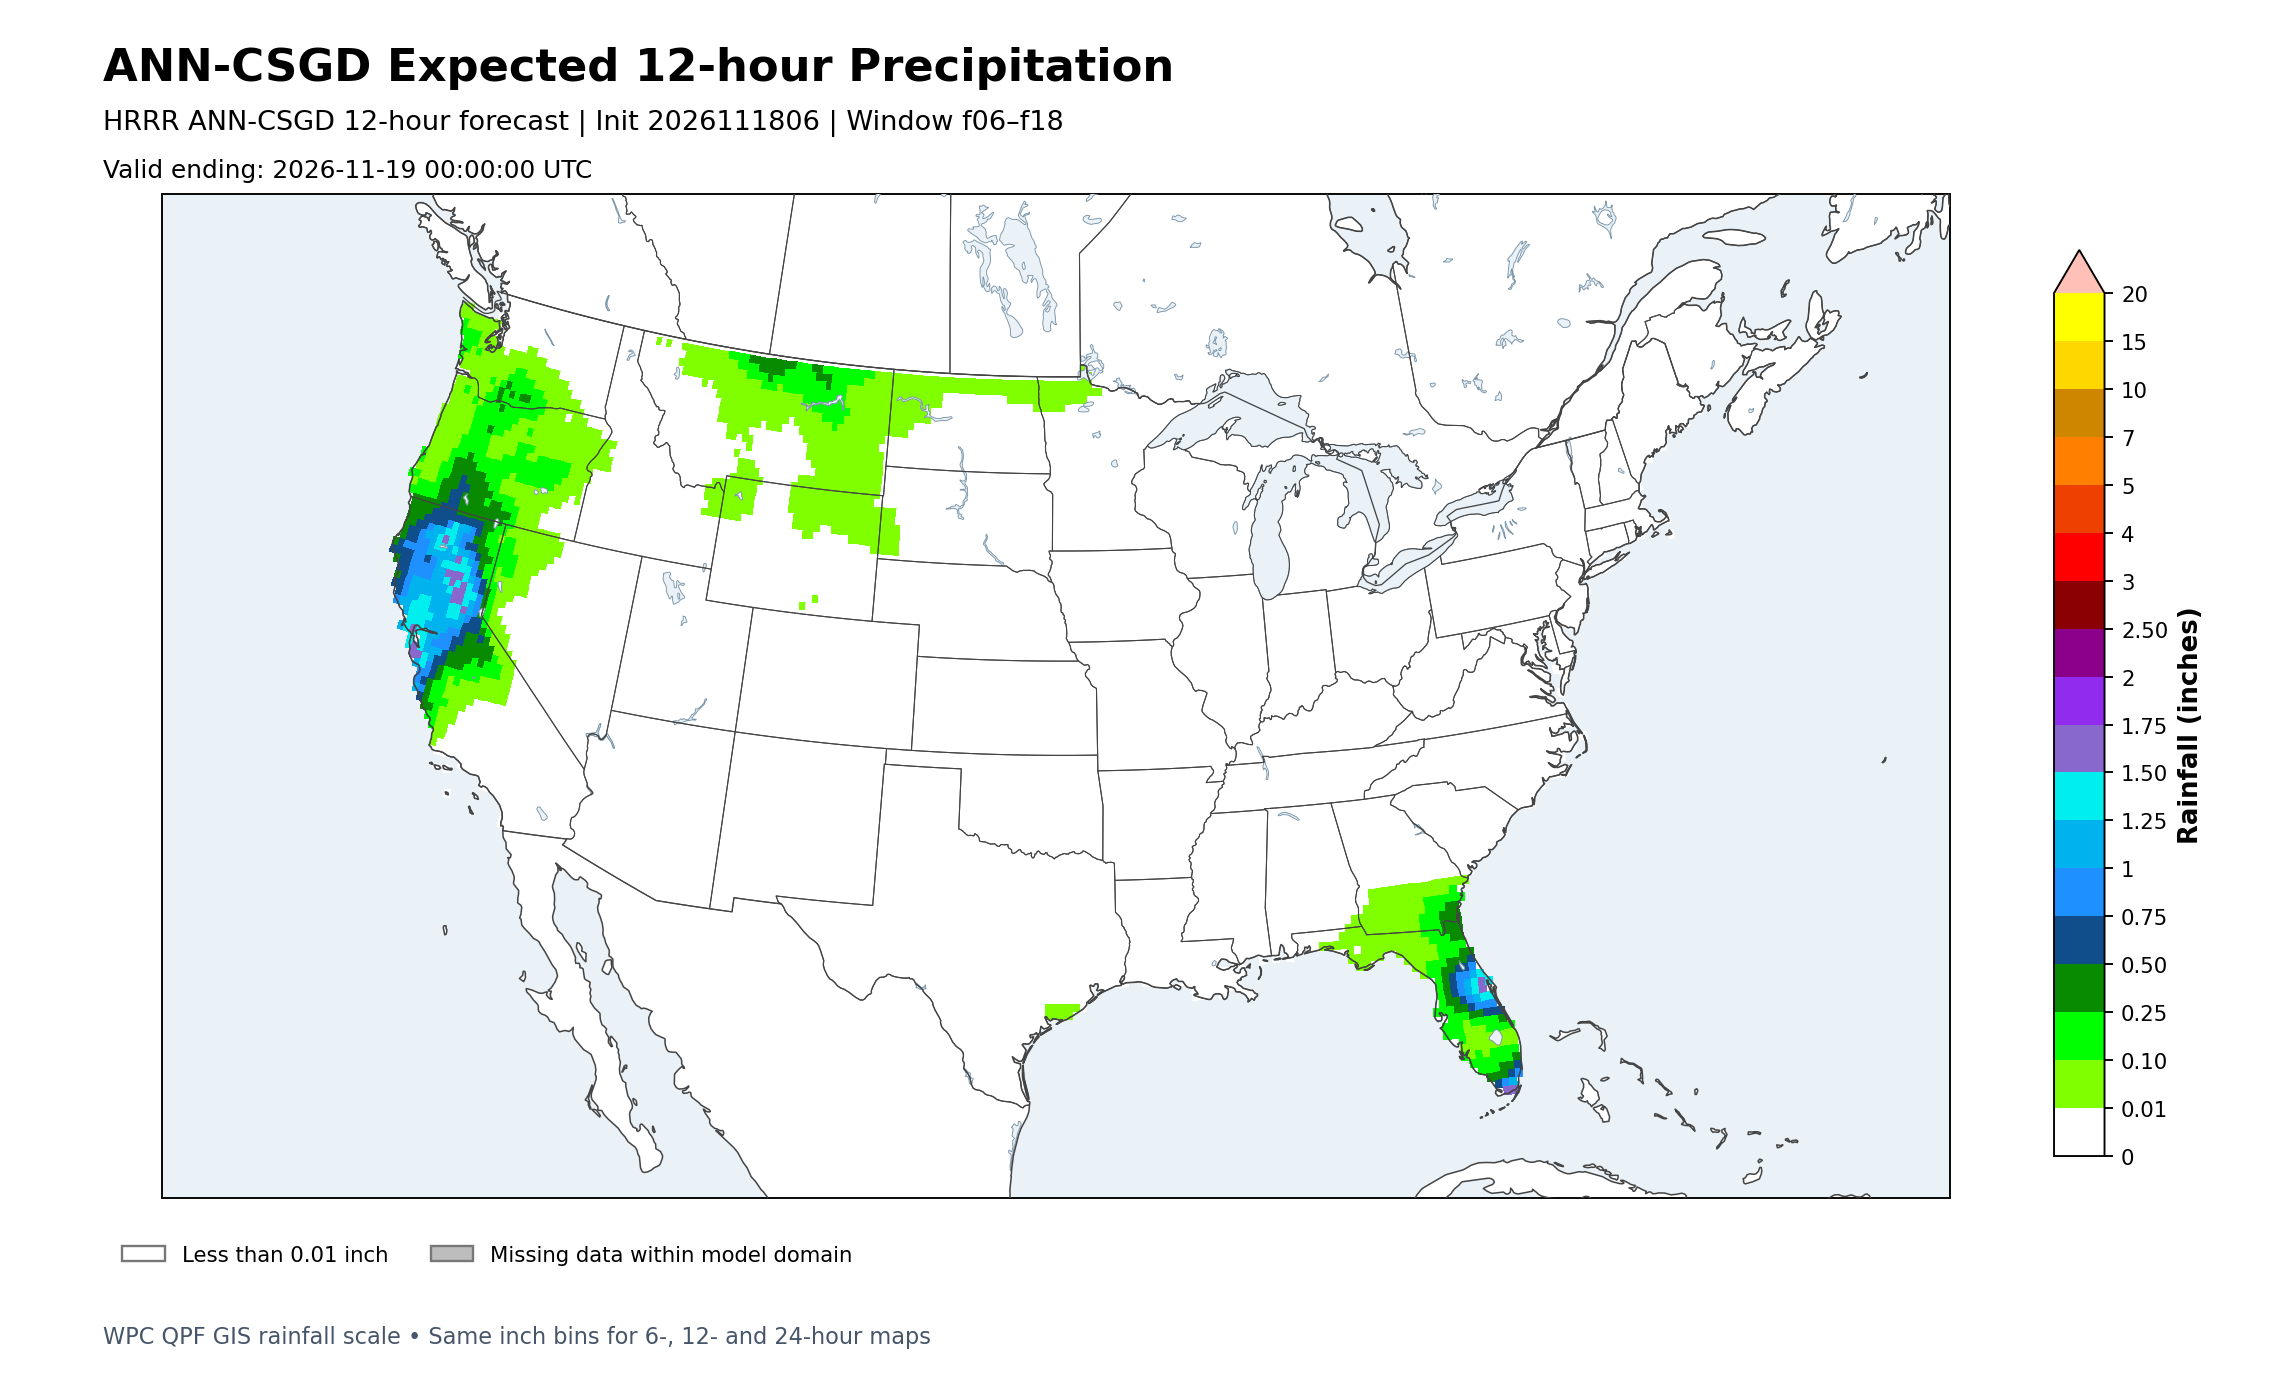 ANN-CSGD Expected 12-hour Precipitation
HRRR ANN-CSGD 12-hour forecast | Init 2026111806 | Window f06–f18
Valid ending: 2026-11-19 00:00:00 UTC
20
15
10
7
5
4
3
2.50
2
1.75
1.50
1.25
1
0.75
0.50
0.25
0.10
0.01
0
Rainfall (inches)
Less than 0.01 inch
Missing data within model domain
WPC QPF GIS rainfall scale • Same inch bins for 6-, 12- and 24-hour maps